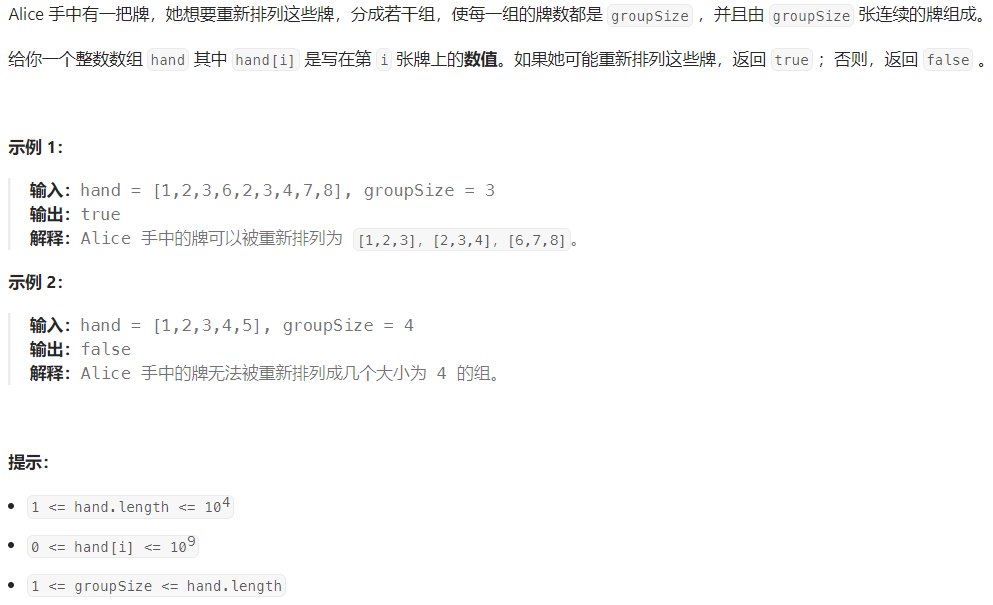 Alice 手中有一把牌，她想要重新排列这些牌，分成若干组，使每一组的牌数都是 groupSize ，并且由 groupSize 张连续的牌组成。
给你一个整数数组 hand 其中 hand[i] 是写在第 i 张牌上的数值。如果她可能重新排列这些牌，返回 true ；否则，返回 false 。
示例 1：
输入：hand = [1,2,3,6,2,3,4,7,8], groupSize = 3
输出：true
解释：Alice 手中的牌可以被重新排列为 [1,2,3]，[2,3,4]，[6,7,8]。
示例 2：
输入：hand = [1,2,3,4,5], groupSize = 4
输出：false
解释：Alice 手中的牌无法被重新排列成几个大小为 4 的组。
提示：
• 1 <= hand.length <= 10⁴
• 0 <= hand[i] <= 10⁹
• 1 <= groupSize <= hand.length